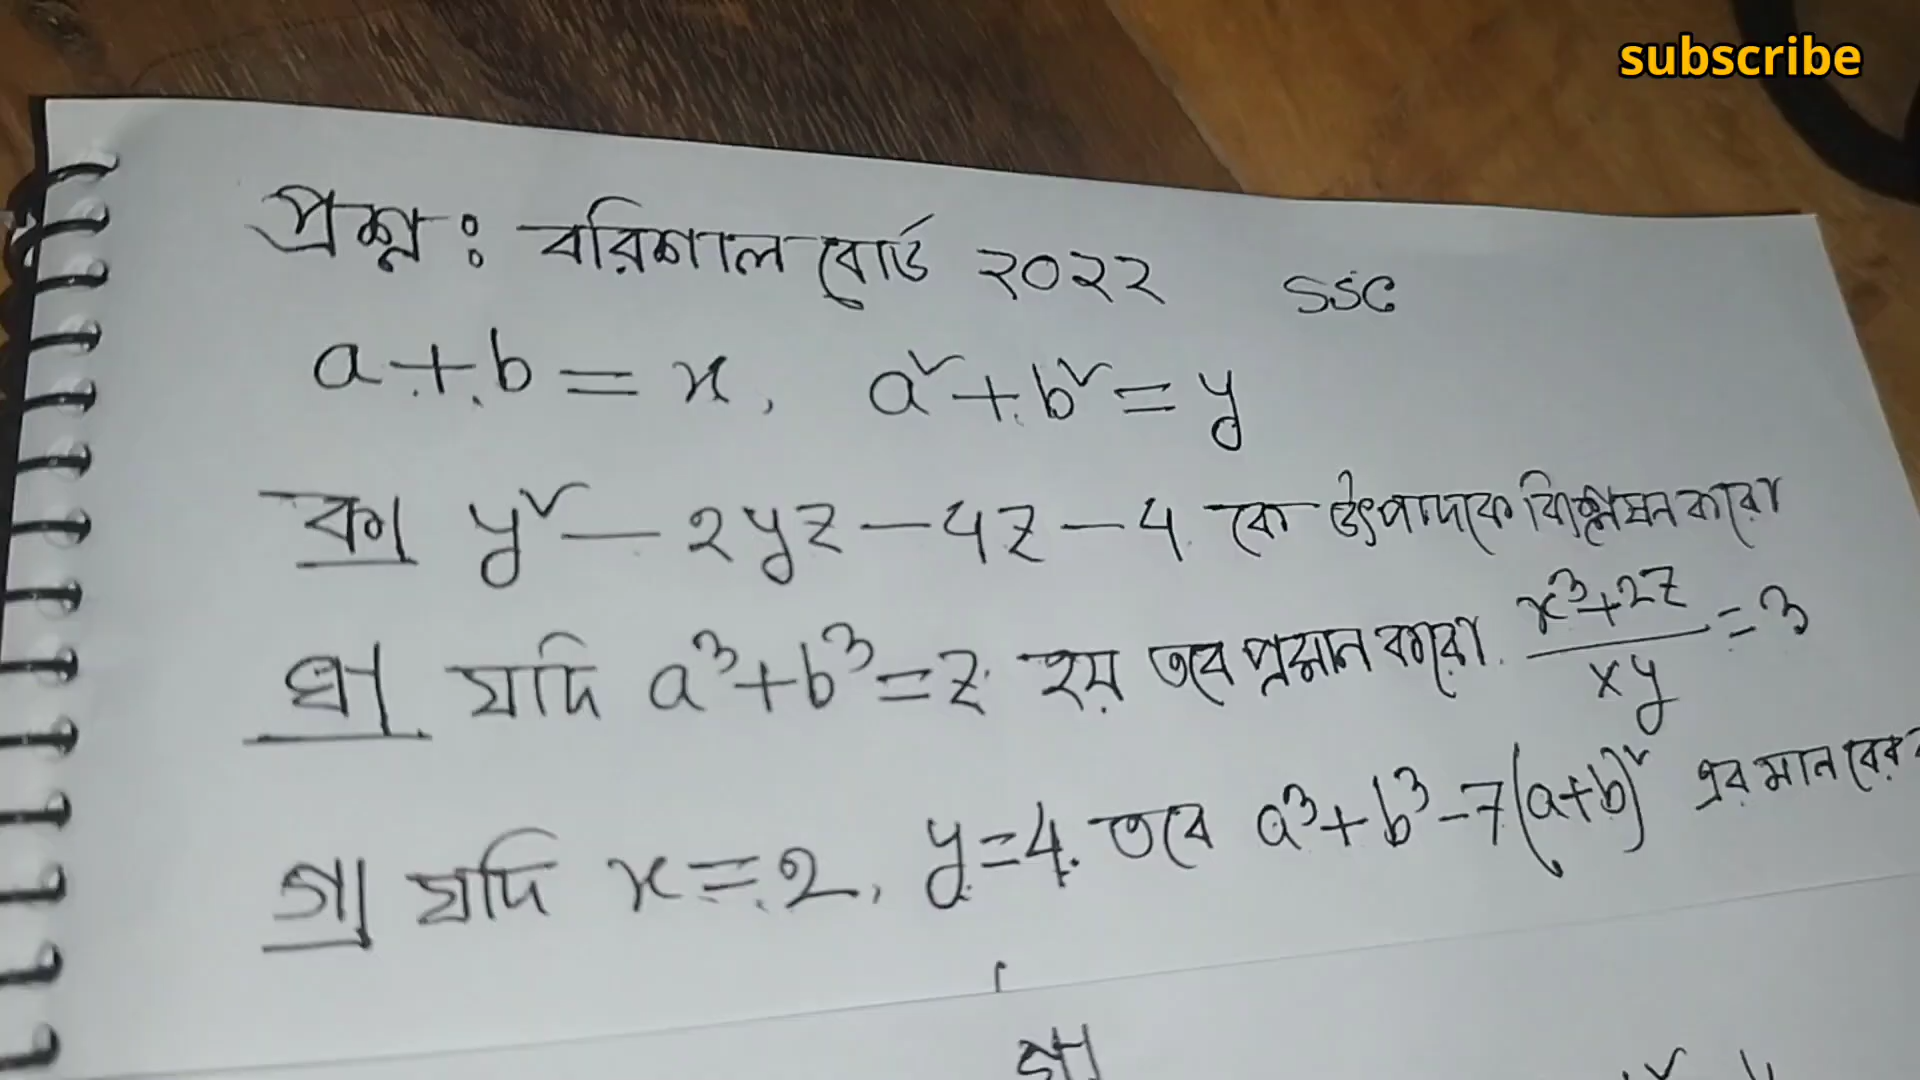 subscribe
প্রশ্ন : বরিশাল বোর্ড ২০২২ SSC
a+b = x, a²+b² = y
ক। y² – 2yz – 4z – 4 কে উৎপাদকে বিশ্লেষন করো
খ। যদি a³+b³ = z হয় তবে প্রমান করো. x³+2z / xy = 3
গ। যদি x = 2, y = 4. তবে a³+b³-7(a+b)² এর মান বের
গ।